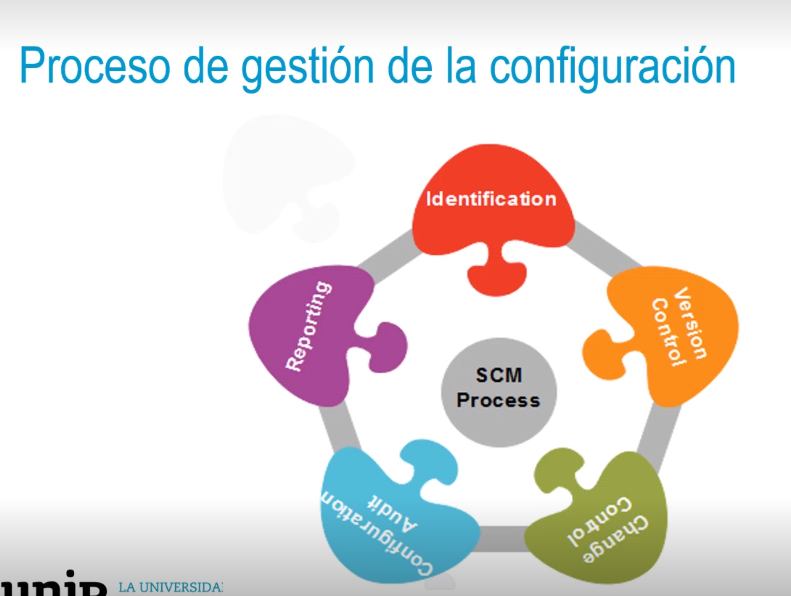 Proceso de gestión de la configuración
Identification
Version
Control
Change
Control
Configuration
Audit
Reporting
SCM
Process
unir
LA UNIVERSIDA